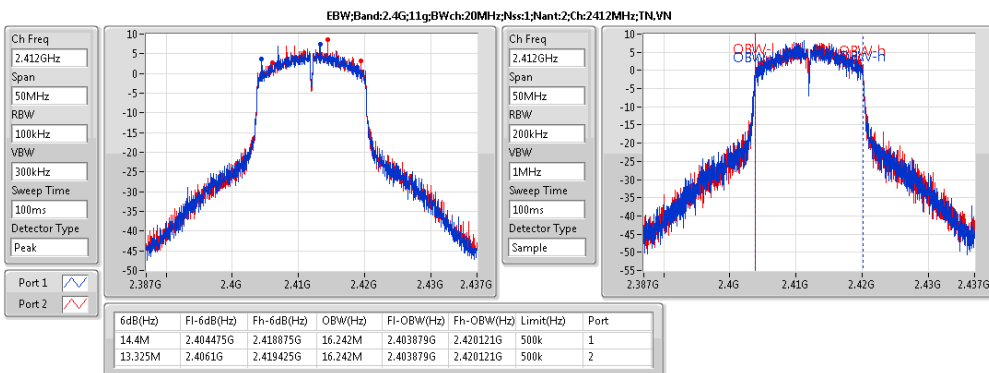 EBW;Band:2.4G;11g;BWch:20MHz;Nss:1;Nant:2;Ch:2412MHz;TN,VN
Ch Freq
2.412GHz
Span
50MHz
RBW
100kHz
VBW
300kHz
Sweep Time
100ms
Detector Type
Peak
Port 1
Port 2
10
5
0
-5
-10
-15
-20
-25
-30
-35
-40
-45
-50
2.387G 2.4G 2.41G 2.42G 2.43G 2.437G
Ch Freq
2.412GHz
Span
50MHz
RBW
200kHz
VBW
1MHz
Sweep Time
100ms
Detector Type
Sample
10
5
0
-5
-10
-15
-20
-25
-30
-35
-40
-45
-50
-55
OBW-l OBW-h
OBW-h
2.387G 2.4G 2.41G 2.42G 2.43G 2.437G
6dB(Hz) Fl-6dB(Hz) Fh-6dB(Hz) OBW(Hz) Fl-OBW(Hz) Fh-OBW(Hz) Limit(Hz) Port
14.4M 2.404475G 2.418875G 16.242M 2.403879G 2.420121G 500k 1
13.325M 2.4061G 2.419425G 16.242M 2.403879G 2.420121G 500k 2